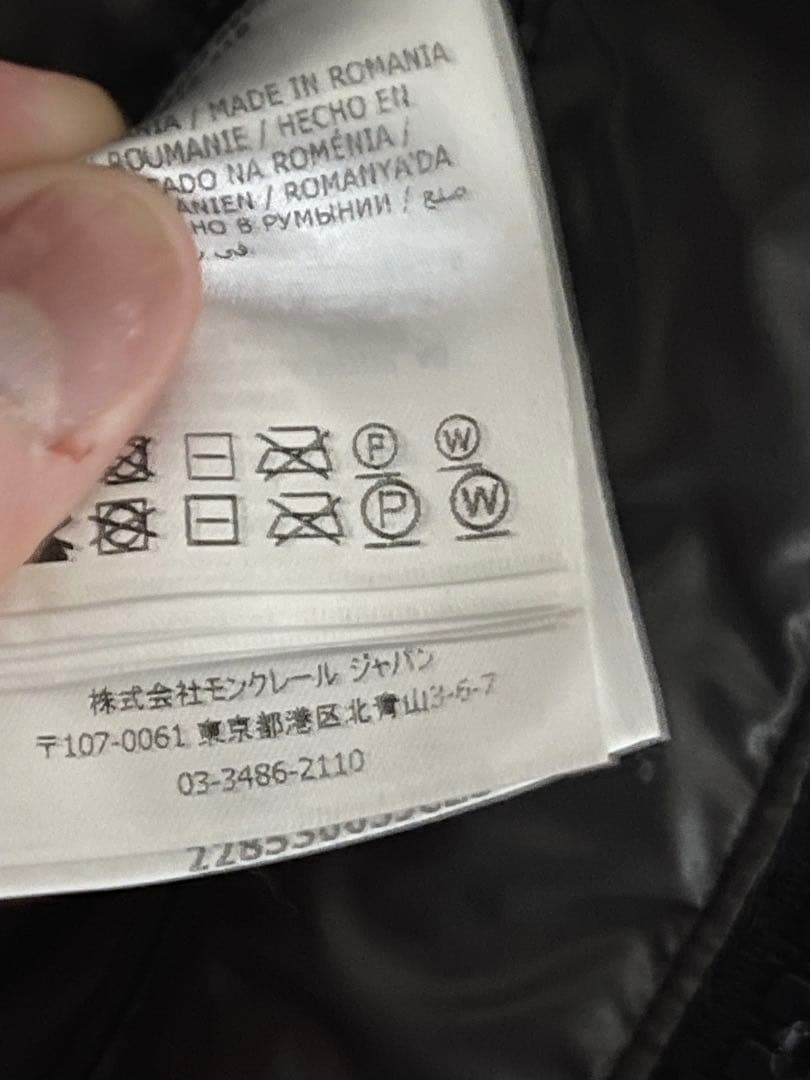 / MADE IN ROMANIA
ROUMANIE / HECHO EN
NA ROMÉNIA /
/ ROMANYA'DA
В РУМЫНИИ / صنع
في
P W
P W
株式会社モンクレール ジャパン
〒107-0061 東京都港区北青山3-6-7
03-3486-2110